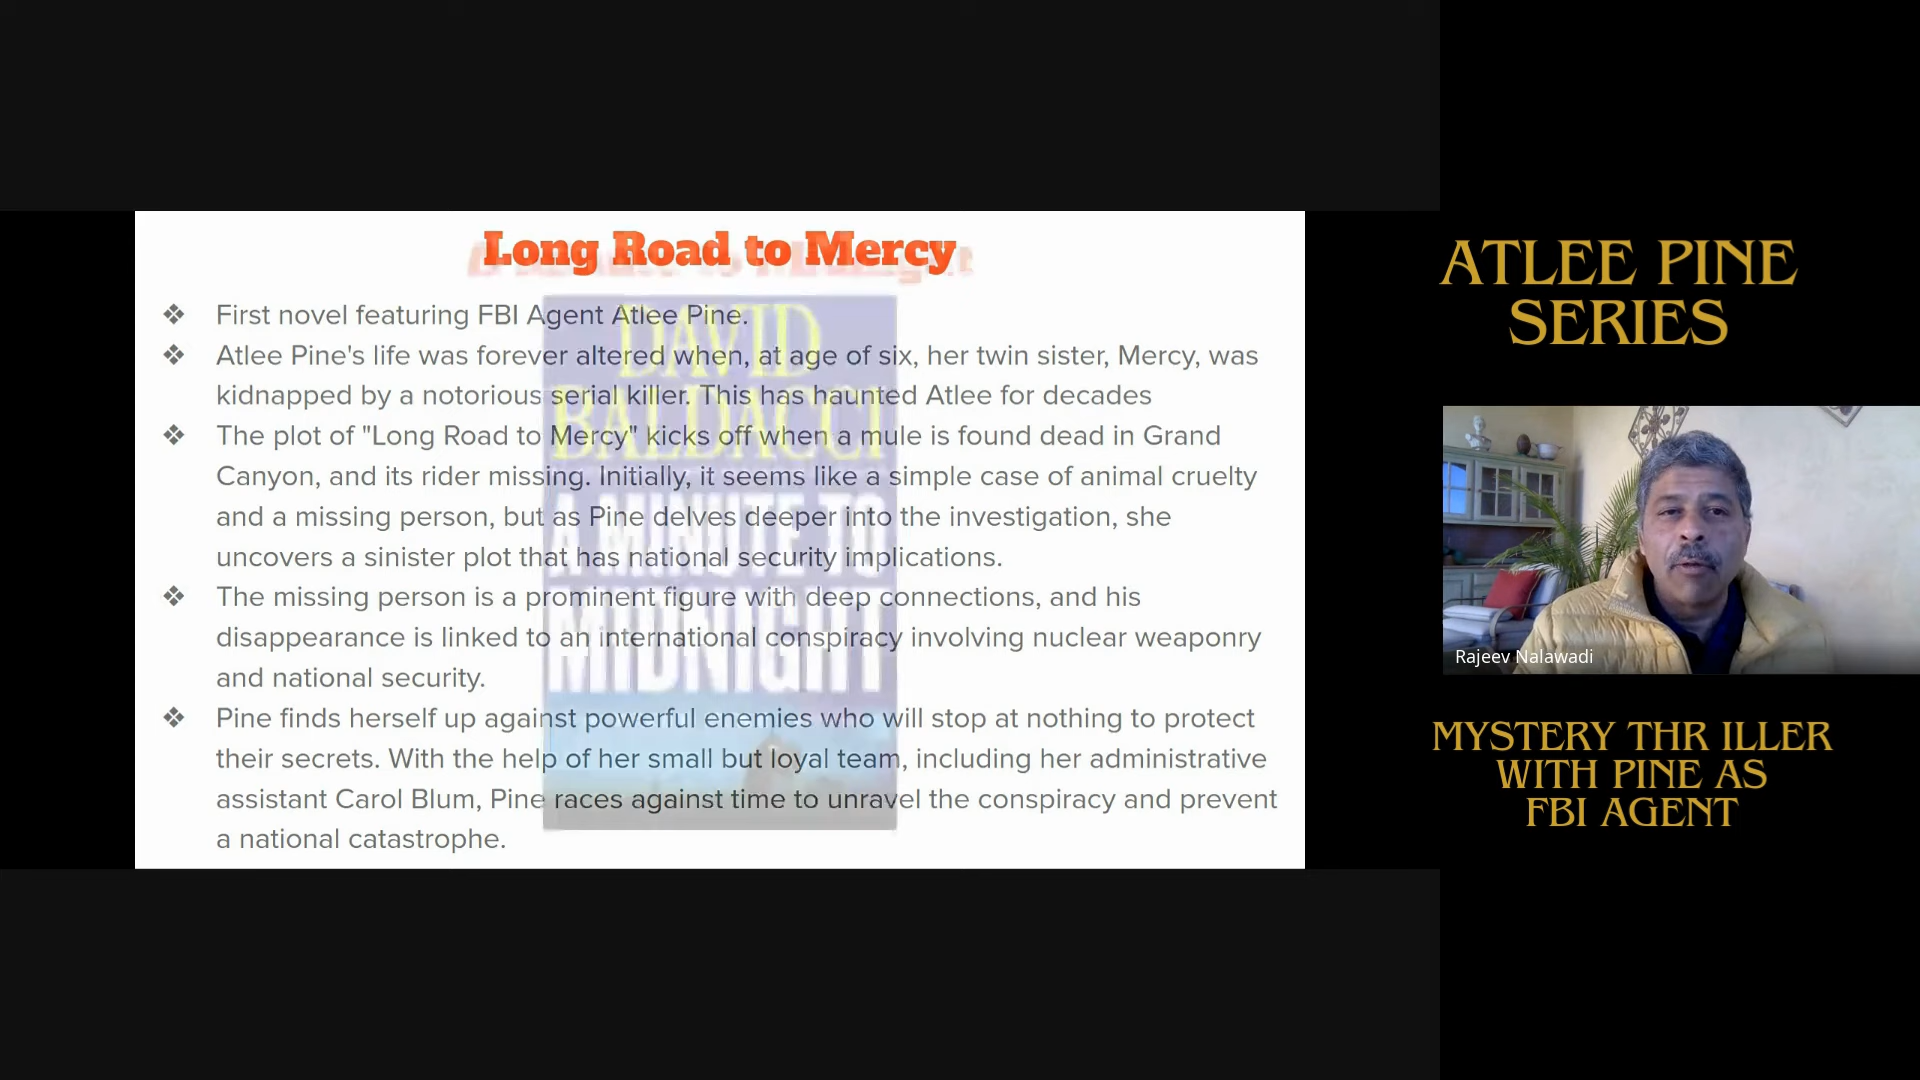 Long Road to Mercy
❖ First novel featuring FBI Agent Atlee Pine.
❖ Atlee Pine's life was forever altered when, at age of six, her twin sister, Mercy, was
kidnapped by a notorious serial killer. This has haunted Atlee for decades
❖ The plot of "Long Road to Mercy" kicks off when a mule is found dead in Grand
Canyon, and its rider missing. Initially, it seems like a simple case of animal cruelty
and a missing person, but as Pine delves deeper into the investigation, she
uncovers a sinister plot that has national security implications.
❖ The missing person is a prominent figure with deep connections, and his
disappearance is linked to an international conspiracy involving nuclear weaponry
and national security.
❖ Pine finds herself up against powerful enemies who will stop at nothing to protect
their secrets. With the help of her small but loyal team, including her administrative
assistant Carol Blum, Pine races against time to unravel the conspiracy and prevent
a national catastrophe.
DAVID
BALDACCI
A MINUTE TO
MIDNIGHT
ATLEE PINE
SERIES
Rajeev Nalawadi
MYSTERY THR ILLER
WITH PINE AS
FBI AGENT